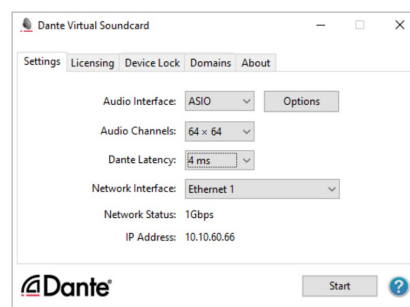 Dante Virtual Soundcard
Settings Licensing Device Lock Domains About
Audio Interface: ASIO Options
Audio Channels: 64 × 64
Dante Latency: 4 ms
Network Interface: Ethernet 1
Network Status: 1Gbps
IP Address: 10.10.60.66
Dante® Start ?